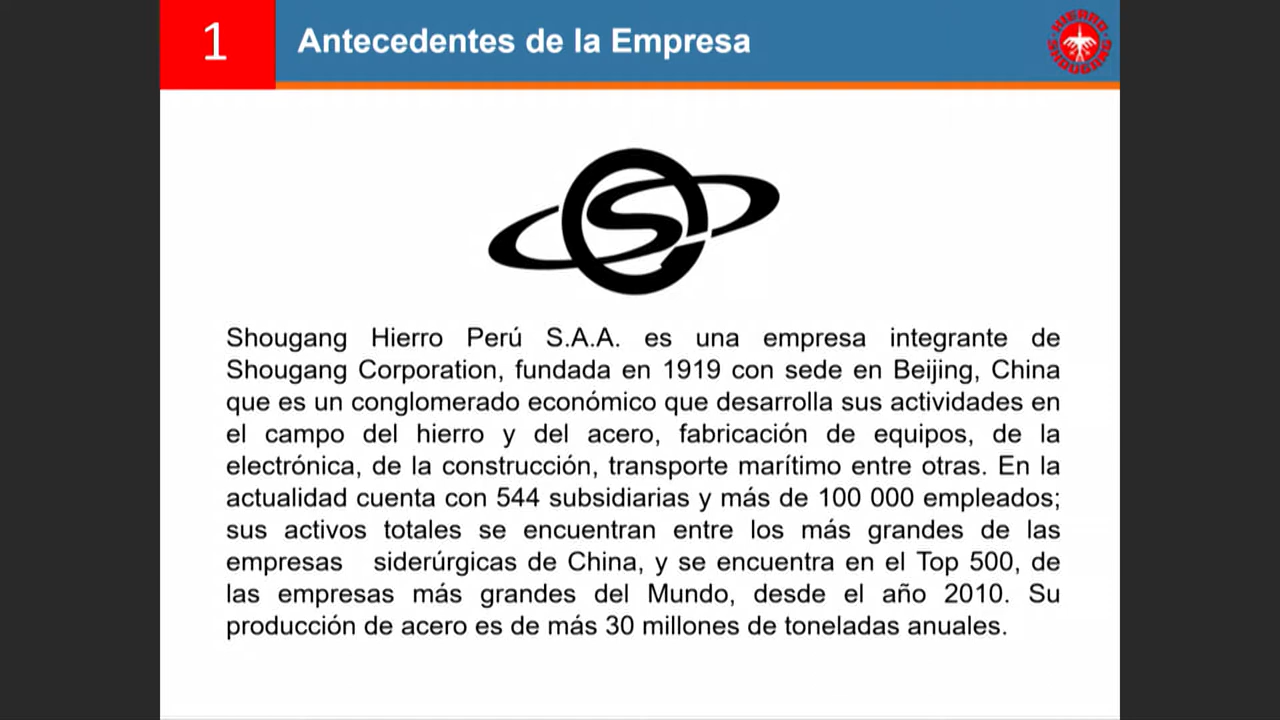 1
Antecedentes de la Empresa
HIERRO
SHOUGANG
Shougang Hierro Perú S.A.A. es una empresa integrante de
Shougang Corporation, fundada en 1919 con sede en Beijing, China
que es un conglomerado económico que desarrolla sus actividades en
el campo del hierro y del acero, fabricación de equipos, de la
electrónica, de la construcción, transporte marítimo entre otras. En la
actualidad cuenta con 544 subsidiarias y más de 100 000 empleados;
sus activos totales se encuentran entre los más grandes de las
empresas siderúrgicas de China, y se encuentra en el Top 500, de
las empresas más grandes del Mundo, desde el año 2010. Su
producción de acero es de más 30 millones de toneladas anuales.